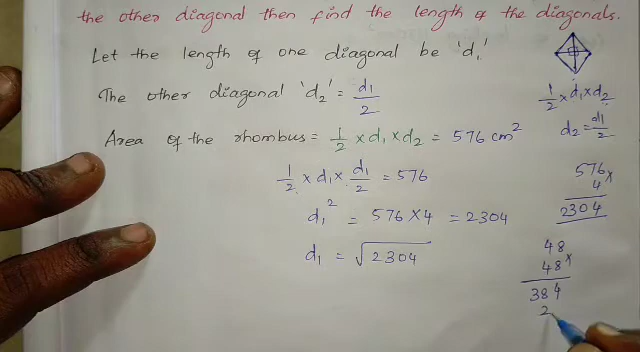 the other diagonal then find the length of the diagonals.
Let the length of one diagonal be 'd₁'
The other diagonal 'd₂' = d₁/2
1/2 × d₁ × d₂
d₂ = d₁/2
Area of the rhombus = 1/2 × d₁ × d₂ = 576 cm²
1/2 × d₁ × d₁/2 = 576
576 ×
4
2304
d₁² = 576 × 4 = 2304
d₁ = √2304
48
48 ×
384
2